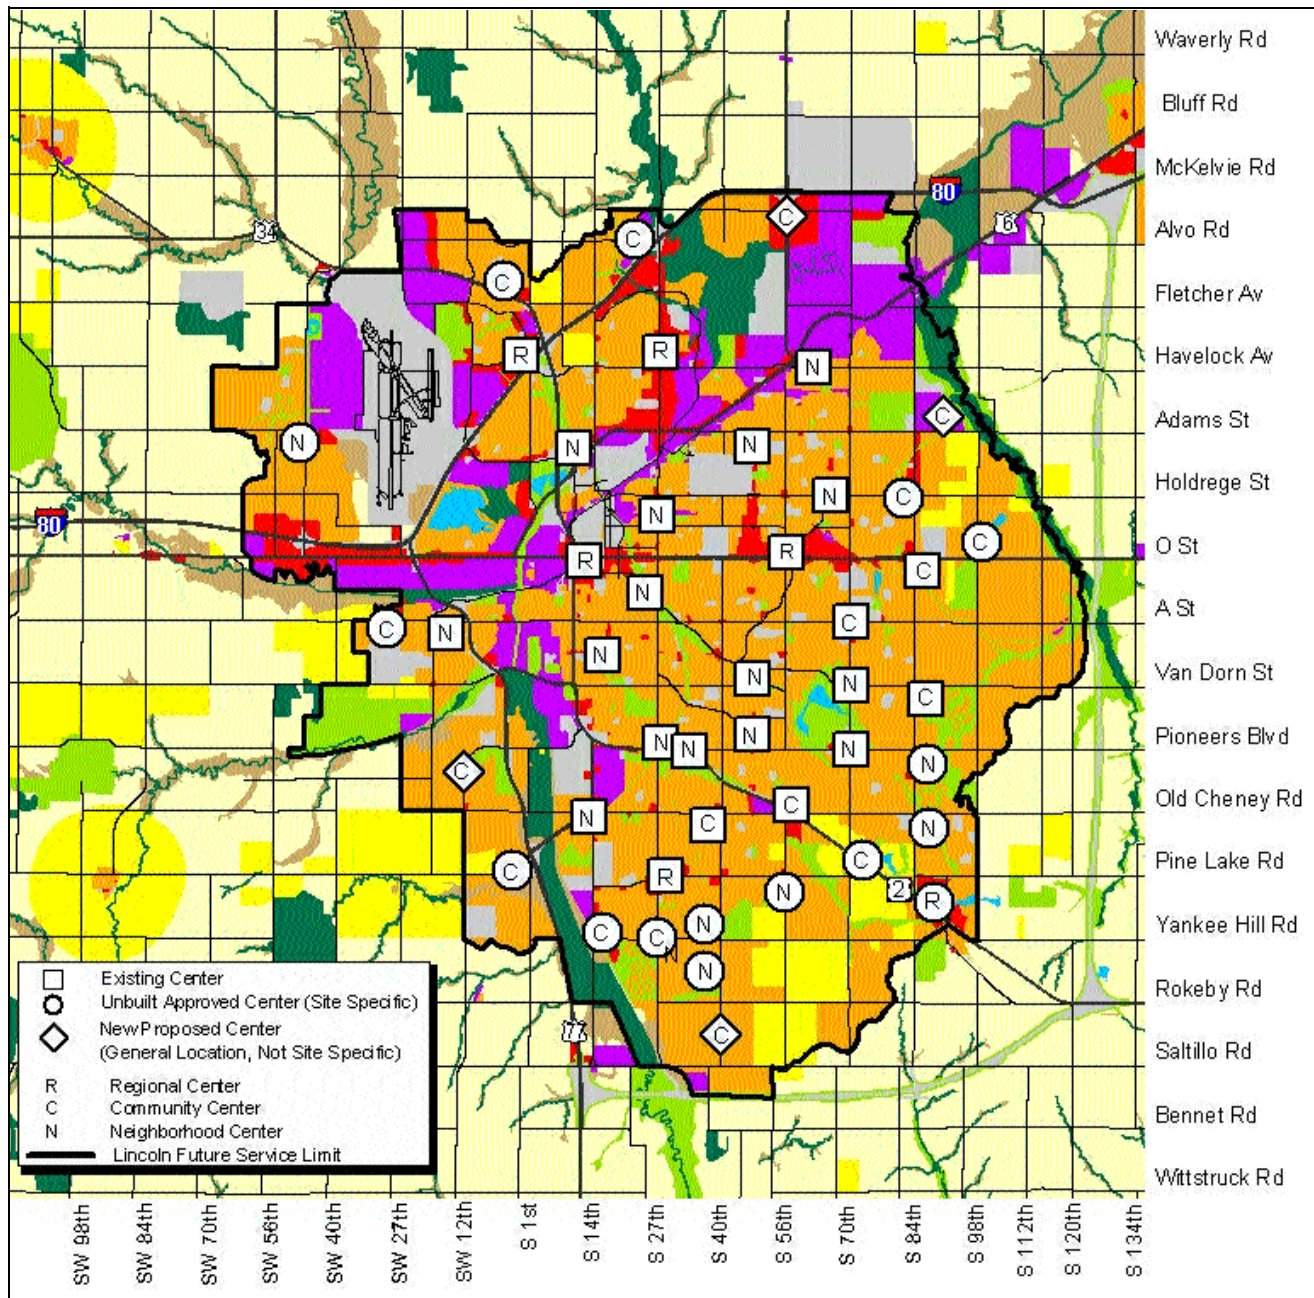 Waverly Rd
Bluff Rd
McKelvie Rd
80
6
C
Alvo Rd
34
C
C
Fletcher Av
R
R
N
Havelock Av
C
Adams St
N
N
N
Holdrege St
N
C
80
N
C
O St
R
R
C
N
A St
C
N
C
N
Van Dorn St
N
N
C
Pioneers Blvd
N
N
N
N
N
C
Old Cheney Rd
C
N
C
N
Pine Lake Rd
C
C
R
N
2
R
Yankee Hill Rd
N
C
C
N
N
Rokeby Rd
C
77
Saltillo Rd
Bennet Rd
Wittstruck Rd
Existing Center
Unbuilt Approved Center (Site Specific)
New Proposed Center
(General Location, Not Site Specific)
R Regional Center
C Community Center
N Neighborhood Center
Lincoln Future Service Limit
SW 98th
SW 84th
SW 70th
SW 56th
SW 40th
SW 27th
SW 12th
S 1st
S 14th
S 27th
S 40th
S 56th
S 70th
S 84th
S 98th
S 112th
S 120th
S 134th